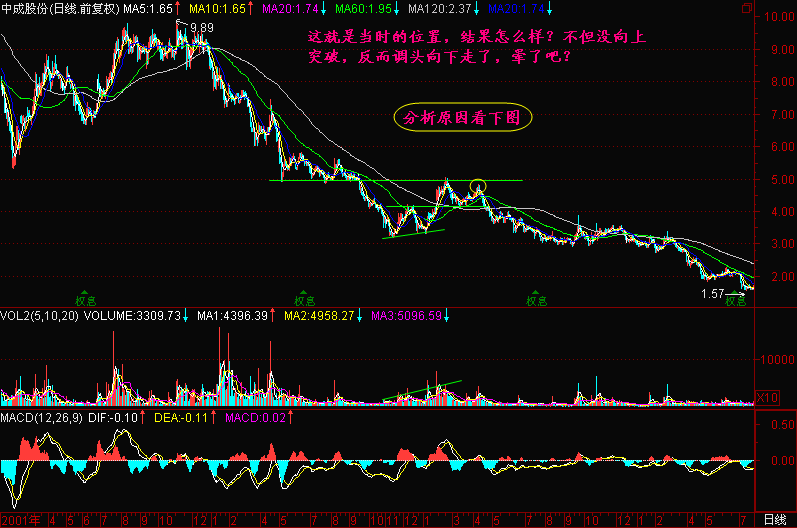 中成股份(日线.前复权) MA5:1.65↑ MA10:1.65↑ MA20:1.74↓ MA60:1.95↓ MA120:2.37↓ MA20:1.74↓
9.89
10.00
这就是当时的位置，结果怎么样？不但没向上
突破，反而调头向下走了，晕了吧？
9.00
8.00
7.00
分析原因看下图
6.00
5.00
4.00
3.00
2.00
1.57
权息 权息 权息 权息
VOL2(5,10,20) VOLUME:3309.73↓ MA1:4396.39↑ MA2:4958.27↓ MA3:5096.59↓
10000
X10
MACD(12,26,9) DIF:-0.10↑ DEA:-0.11↑ MACD:0.02↑
0.50
0.00
2001年 4 5 6 7 8 9 10 12 1 2 3 4 5 7 8 9 10 11 12 1 3 4 5 6 7 8 9 10 11 12 1 2 3 4 5 7 日线